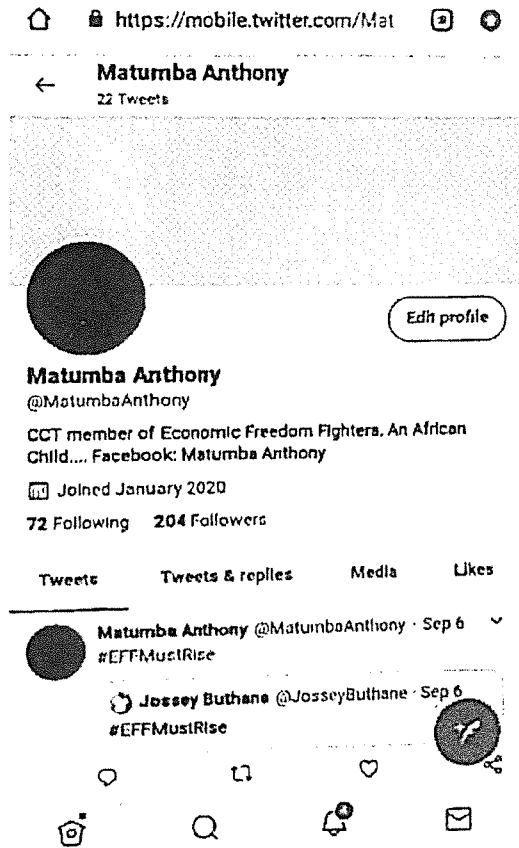 https://mobile.twitter.com/Mat
Matumba Anthony
22 Tweets
Edit profile
Matumba Anthony
@MatumbaAnthony
CCT member of Economic Freedom Fighters. An African
Child.... Facebook: Matumba Anthony
Joined January 2020
72 Following 204 Followers
Tweets Tweets & replies Media Likes
Matumba Anthony @MatumbaAnthony · Sep 6
#EFFMustRise
Jossey Buthane @JosseyButhane · Sep 6
#EFFMustRise